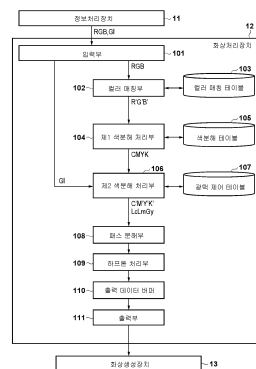 정보처리장치 11
12
화상처리장치
RGB,GI
입력부 101
RGB
103
102 컬러 매칭부
컬러 매칭 테이블
R'G'B'
105
104 제1 색분해 처리부
색분해 테이블
CMYK
106
107
GI
제2 색분해 처리부
광택 제어 테이블
C'M'Y'K'
LcLmGy
108 패스 분해부
109 하프톤 처리부
110 출력 데이터 버퍼
111 출력부
화상생성장치 13